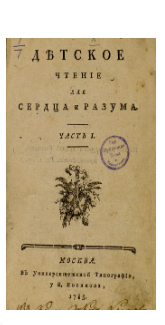 ДѢТСКОЕ
ЧТЕНІЕ
ДЛЯ
СЕРДЦА и РАЗУМА.
ЧАСТЬ I.
МОСКВА.
Въ Университетской Типографіи,
у Н. Новикова,
1785.